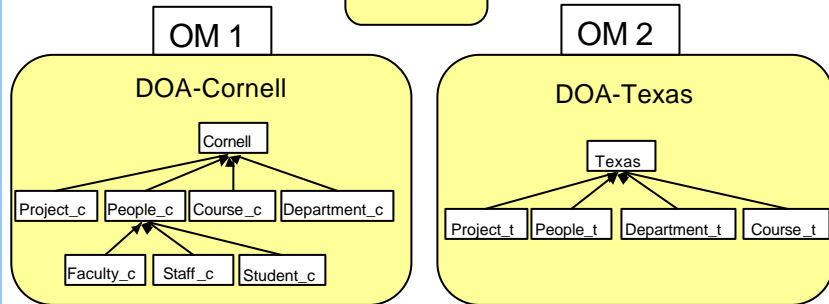 OM 1
OM 2
DOA-Cornell
DOA-Texas
Cornell
Texas
Project_c People_c Course_c Department_c
Project_t People_t Department_t Course_t
Faculty_c Staff_c Student_c